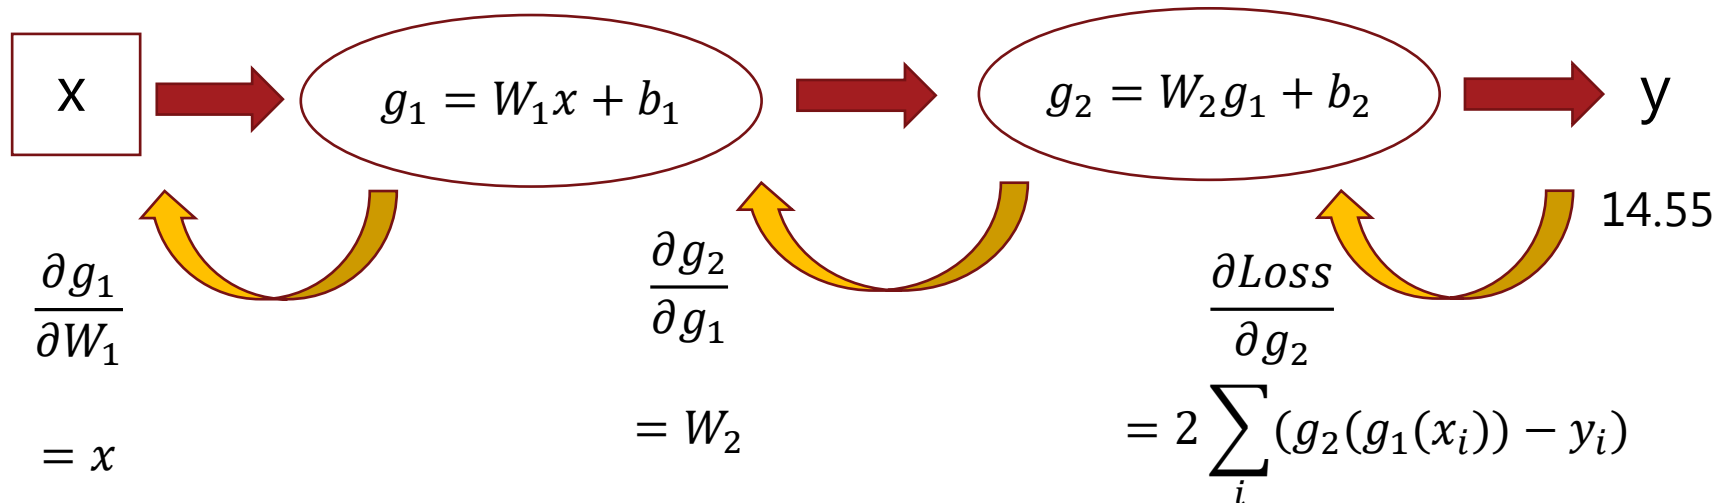 x
g₁ = W₁x + b₁
g₂ = W₂g₁ + b₂
y
14.55
∂g₁/∂W₁
= x
∂g₂/∂g₁
= W₂
∂Loss/∂g₂
= 2 ∑ᵢ (g₂(g₁(xᵢ)) − yᵢ)